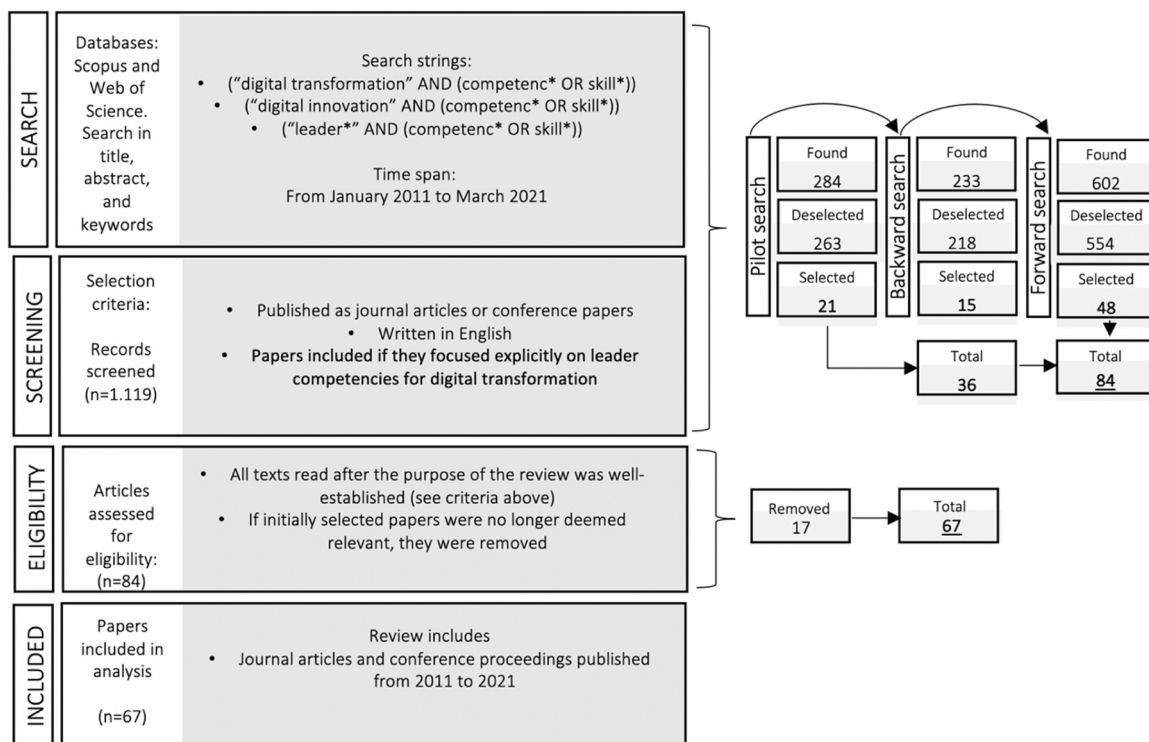 SEARCH
Databases:
Scopus and
Web of
Science.
Search in
title,
abstract,
and
keywords
Search strings:
• (“digital transformation” AND (competenc* OR skill*))
• (“digital innovation” AND (competenc* OR skill*))
• (“leader*” AND (competenc* OR skill*))
Time span:
From January 2011 to March 2021
SCREENING
Selection
criteria:
Records
screened
(n=1.119)
• Published as journal articles or conference papers
• Written in English
• Papers included if they focused explicitly on leader
competencies for digital transformation
Pilot search
Found
284
Deselected
263
Selected
21
Backward search
Found
233
Deselected
218
Selected
15
Total
36
Forward search
Found
602
Deselected
554
Selected
48
Total
84
ELIGIBILITY
Articles
assessed
for
eligibility:
(n=84)
• All texts read after the purpose of the review was well-
established (see criteria above)
• If initially selected papers were no longer deemed
relevant, they were removed
Removed
17
Total
67
INCLUDED
Papers
included in
analysis
(n=67)
Review includes
• Journal articles and conference proceedings published
from 2011 to 2021